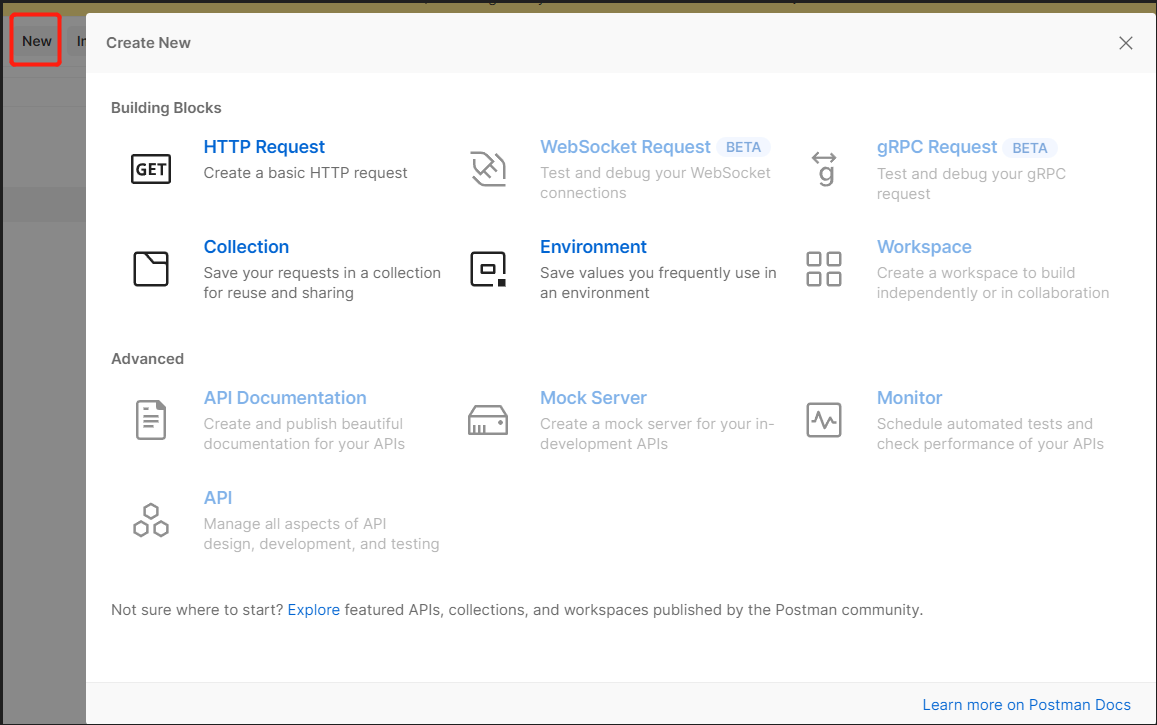 New
Create New
Building Blocks
GET
HTTP Request
Create a basic HTTP request
WebSocket Request BETA
Test and debug your WebSocket
connections
g
gRPC Request BETA
Test and debug your gRPC
request
Collection
Save your requests in a collection
for reuse and sharing
Environment
Save values you frequently use in
an environment
Workspace
Create a workspace to build
independently or in collaboration
Advanced
API Documentation
Create and publish beautiful
documentation for your APIs
Mock Server
Create a mock server for your in-
development APIs
Monitor
Schedule automated tests and
check performance of your APIs
API
Manage all aspects of API
design, development, and testing
Not sure where to start? Explore featured APIs, collections, and workspaces published by the Postman community.
Learn more on Postman Docs